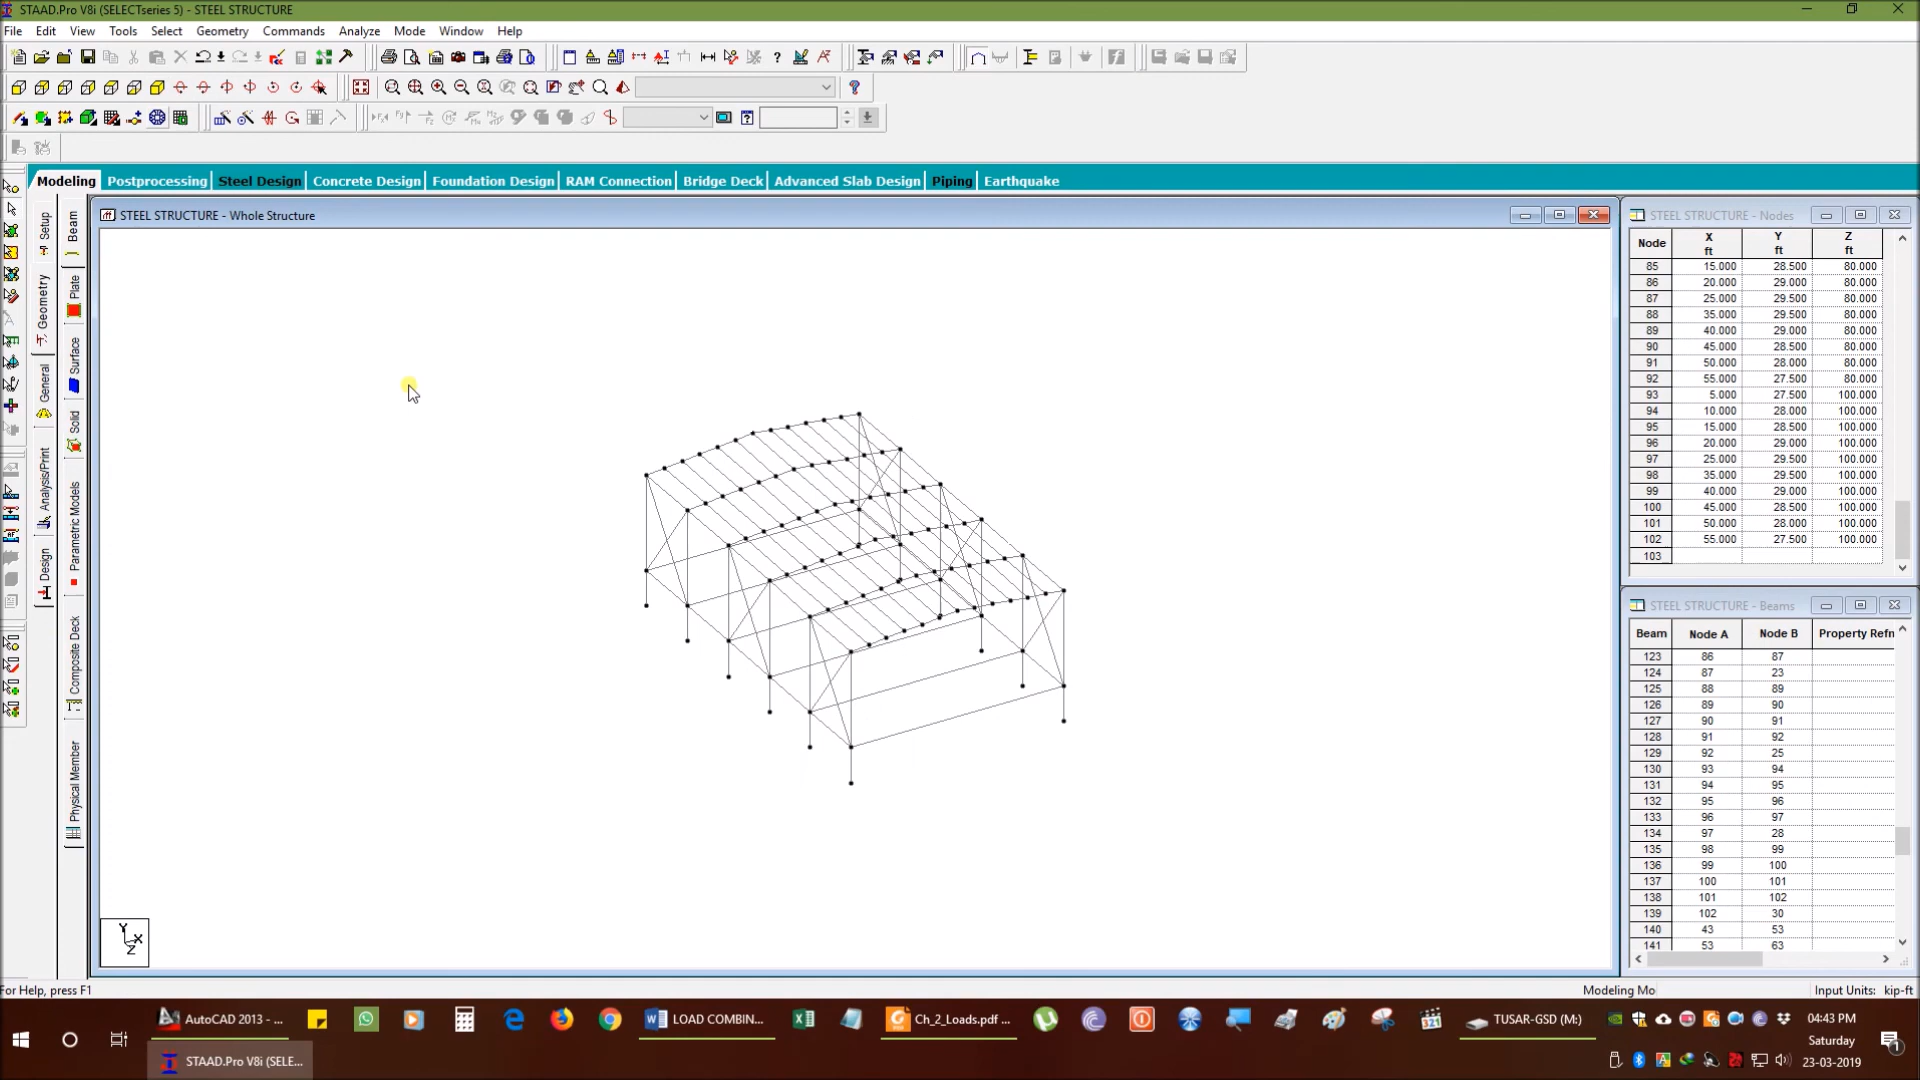 STAAD.Pro V8i (SELECTseries 5) - STEEL STRUCTURE
File Edit View Tools Select Geometry Commands Analyze Mode Window Help
Modeling Postprocessing Steel Design Concrete Design Foundation Design RAM Connection Bridge Deck Advanced Slab Design Piping Earthquake
Setup
Geometry
General
Analysis/Print
Design
Beam
Plate
Surface
Solid
Parametric Models
Composite Deck
Physical Member
STEEL STRUCTURE - Whole Structure
Y
X
Z
STEEL STRUCTURE - Nodes
Node X ft Y ft Z ft
85 15.000 28.500 80.000
86 20.000 29.000 80.000
87 25.000 29.500 80.000
88 35.000 29.500 80.000
89 40.000 29.000 80.000
90 45.000 28.500 80.000
91 50.000 28.000 80.000
92 55.000 27.500 80.000
93 5.000 27.500 100.000
94 10.000 28.000 100.000
95 15.000 28.500 100.000
96 20.000 29.000 100.000
97 25.000 29.500 100.000
98 35.000 29.500 100.000
99 40.000 29.000 100.000
100 45.000 28.500 100.000
101 50.000 28.000 100.000
102 55.000 27.500 100.000
103
STEEL STRUCTURE - Beams
Beam Node A Node B Property Refn
123 86 87
124 87 23
125 88 89
126 89 90
127 90 91
128 91 92
129 92 25
130 93 94
131 94 95
132 95 96
133 96 97
134 97 28
135 98 99
136 99 100
137 100 101
138 101 102
139 102 30
140 43 53
141 53 63
For Help, press F1
Modeling Mo
Input Units: kip-ft
AutoCAD 2013 - ...
LOAD COMBIN...
Ch_2_Loads.pdf ...
TUSAR-GSD (M:)
STAAD.Pro V8i (SELE...
04:43 PM
Saturday
23-03-2019